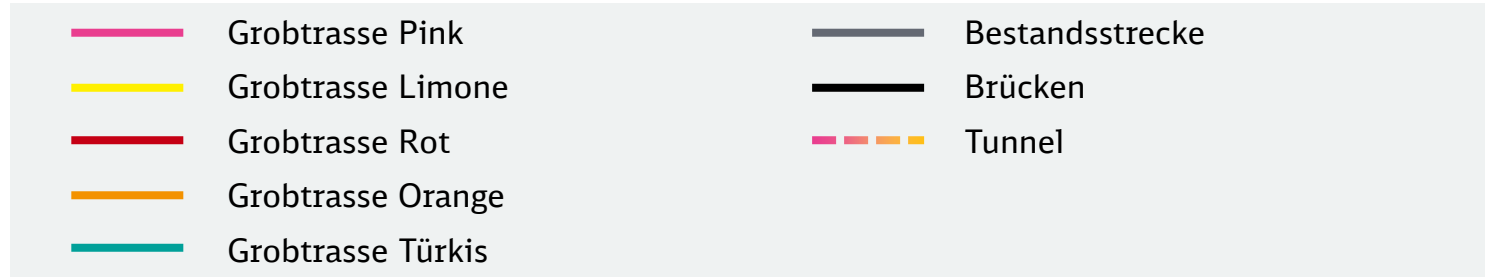 Grobtrasse Pink
Grobtrasse Limone
Grobtrasse Rot
Grobtrasse Orange
Grobtrasse Türkis
Bestandsstrecke
Brücken
Tunnel